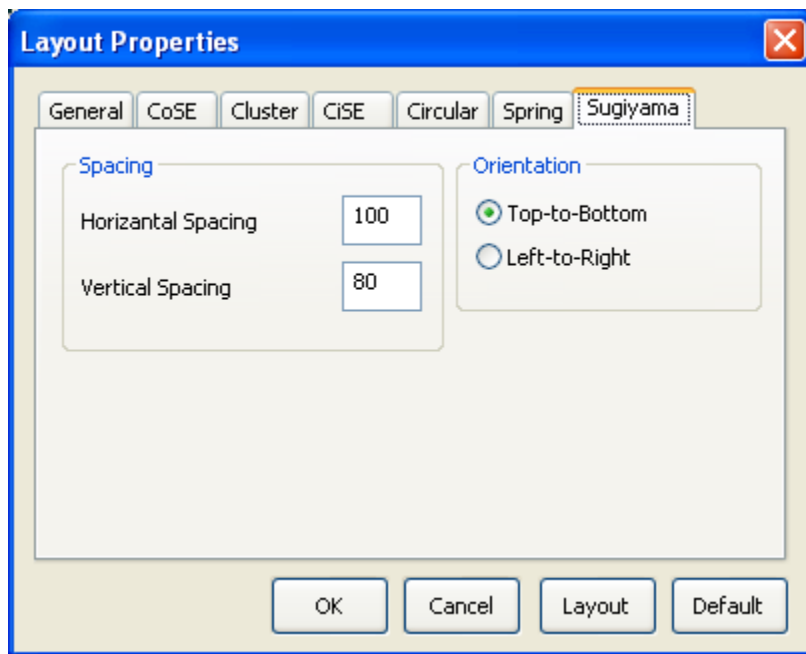 Layout Properties
General CoSE Cluster CiSE Circular Spring Sugiyama
Spacing
Horizantal Spacing 100
Vertical Spacing 80
Orientation
Top-to-Bottom
Left-to-Right
OK Cancel Layout Default